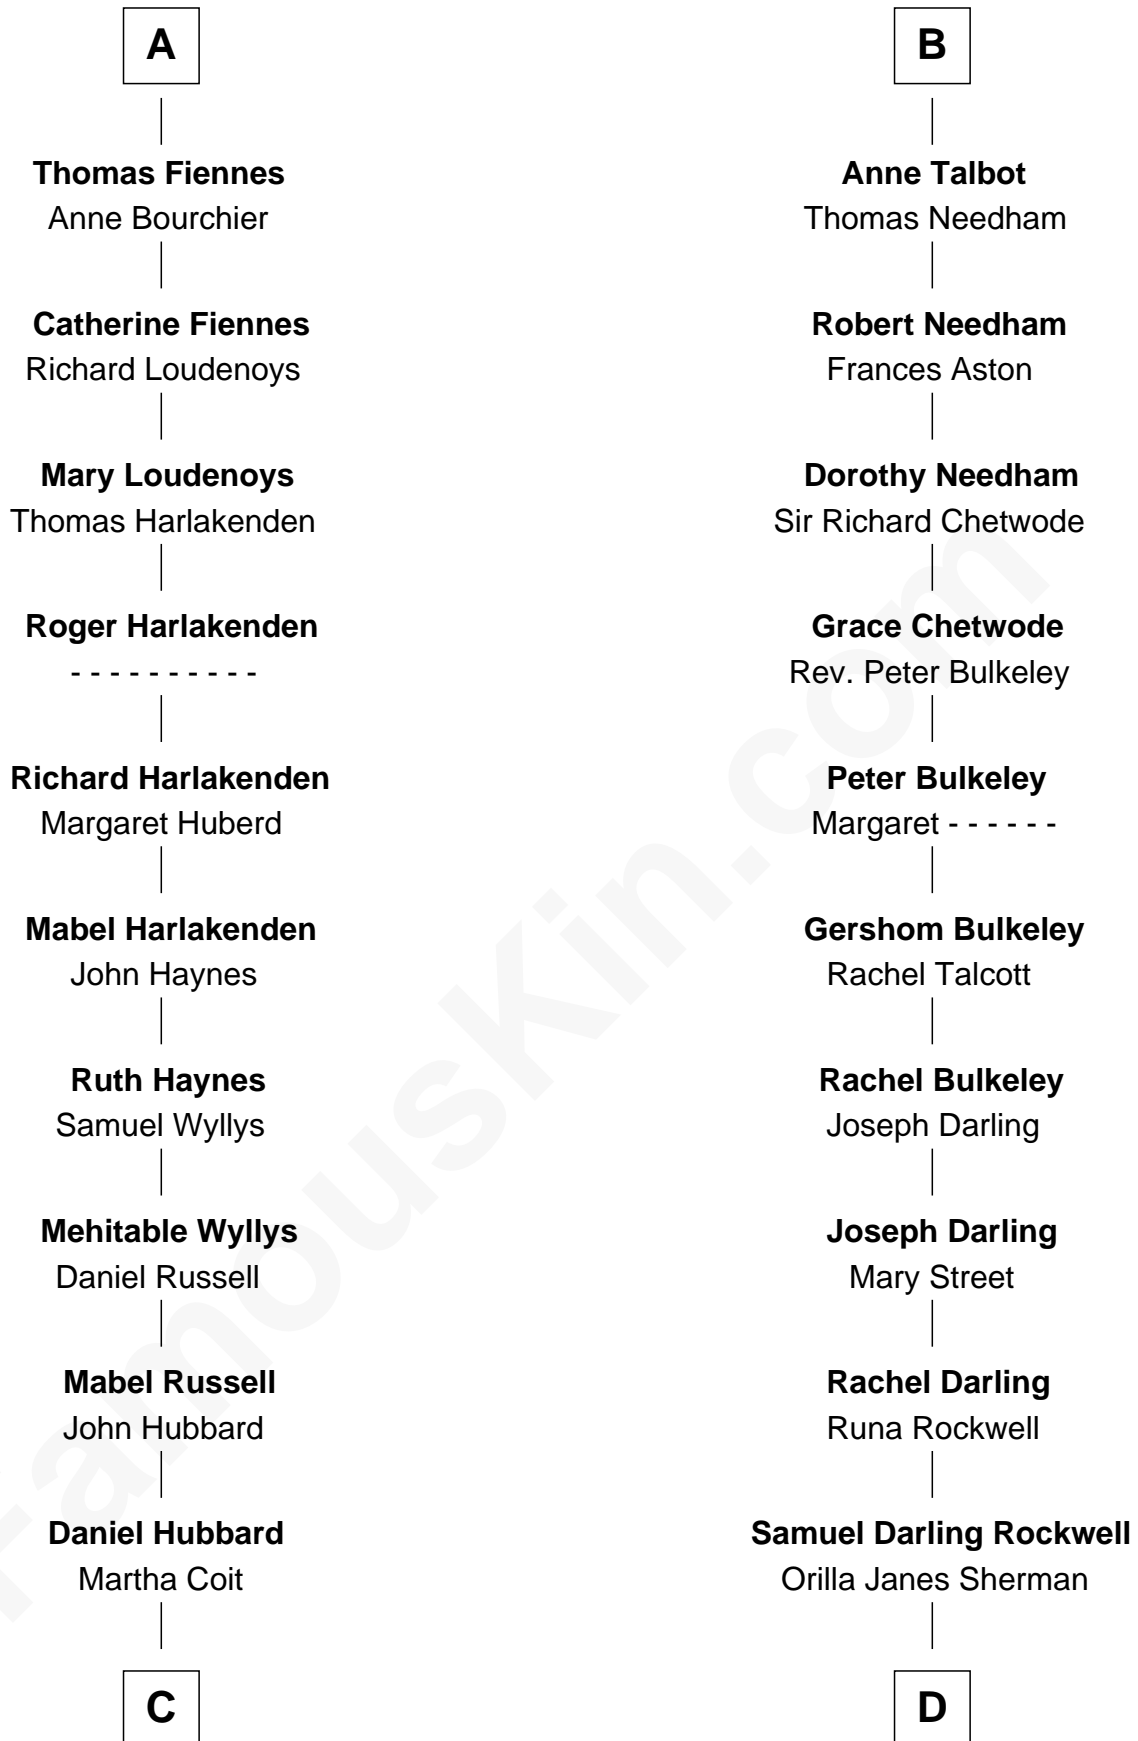 A
Thomas Fiennes
Anne Bourchier
Catherine Fiennes
Richard Loudenoys
Mary Loudenoys
Thomas Harlakenden
Roger Harlakenden
- - - - - - - - - -
Richard Harlakenden
Margaret Huberd
Mabel Harlakenden
John Haynes
Ruth Haynes
Samuel Wyllys
Mehitable Wyllys
Daniel Russell
Mabel Russell
John Hubbard
Daniel Hubbard
Martha Coit
C
B
Anne Talbot
Thomas Needham
Robert Needham
Frances Aston
Dorothy Needham
Sir Richard Chetwode
Grace Chetwode
Rev. Peter Bulkeley
Peter Bulkeley
Margaret - - - - - -
Gershom Bulkeley
Rachel Talcott
Rachel Bulkeley
Joseph Darling
Joseph Darling
Mary Street
Rachel Darling
Runa Rockwell
Samuel Darling Rockwell
Orilla Janes Sherman
D
FamousKin.com